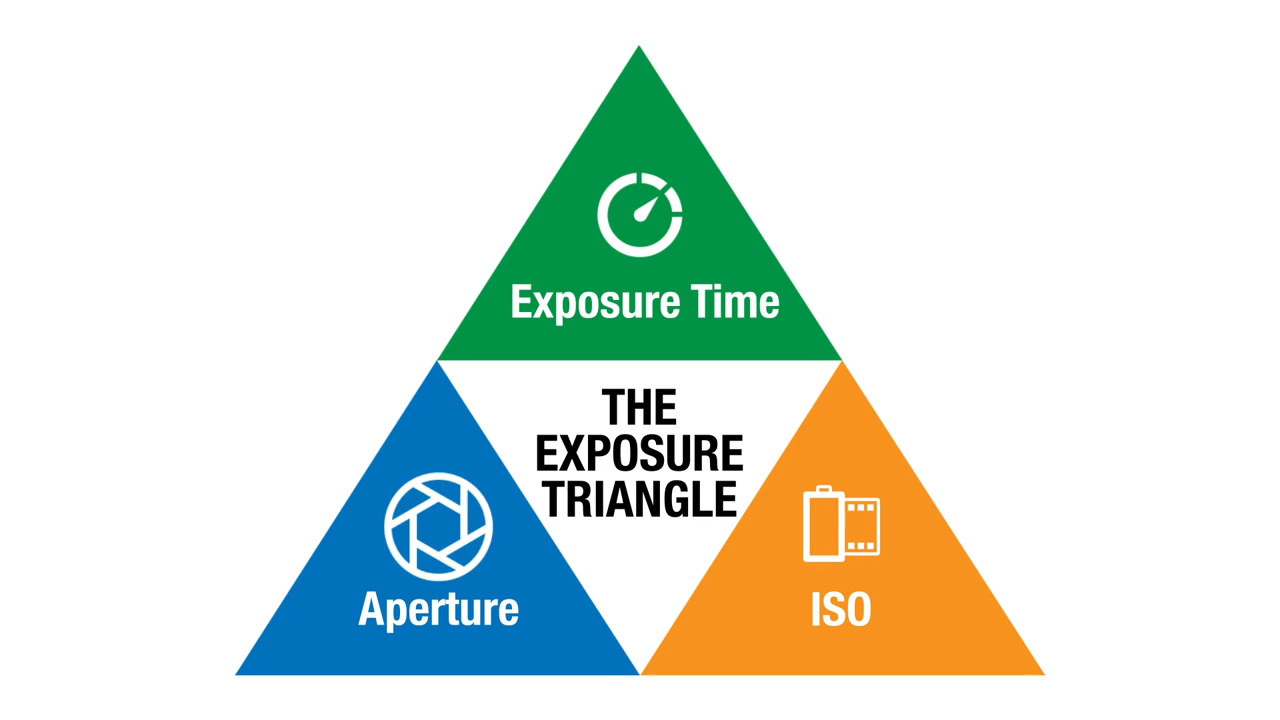 Exposure Time
THE
EXPOSURE
TRIANGLE
Aperture
ISO